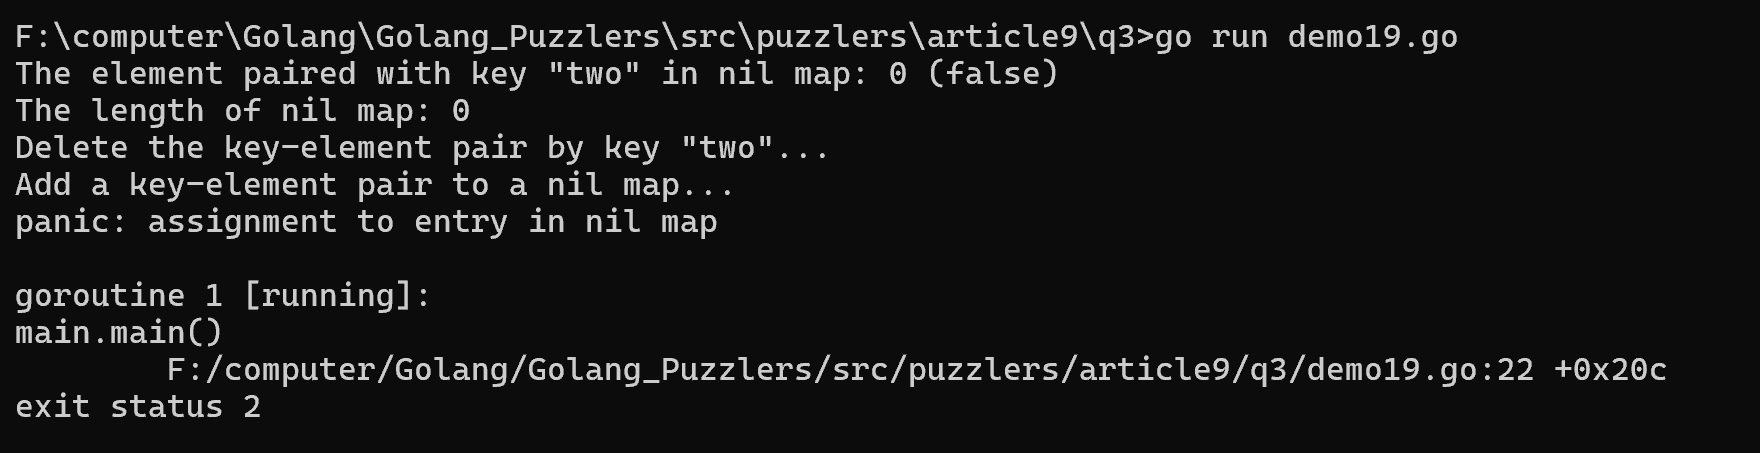 F:\computer\Golang\Golang_Puzzlers\src\puzzlers\article9\q3>go run demo19.go
The element paired with key "two" in nil map: 0 (false)
The length of nil map: 0
Delete the key-element pair by key "two"...
Add a key-element pair to a nil map...
panic: assignment to entry in nil map

goroutine 1 [running]:
main.main()
        F:/computer/Golang/Golang_Puzzlers/src/puzzlers/article9/q3/demo19.go:22 +0x20c
exit status 2